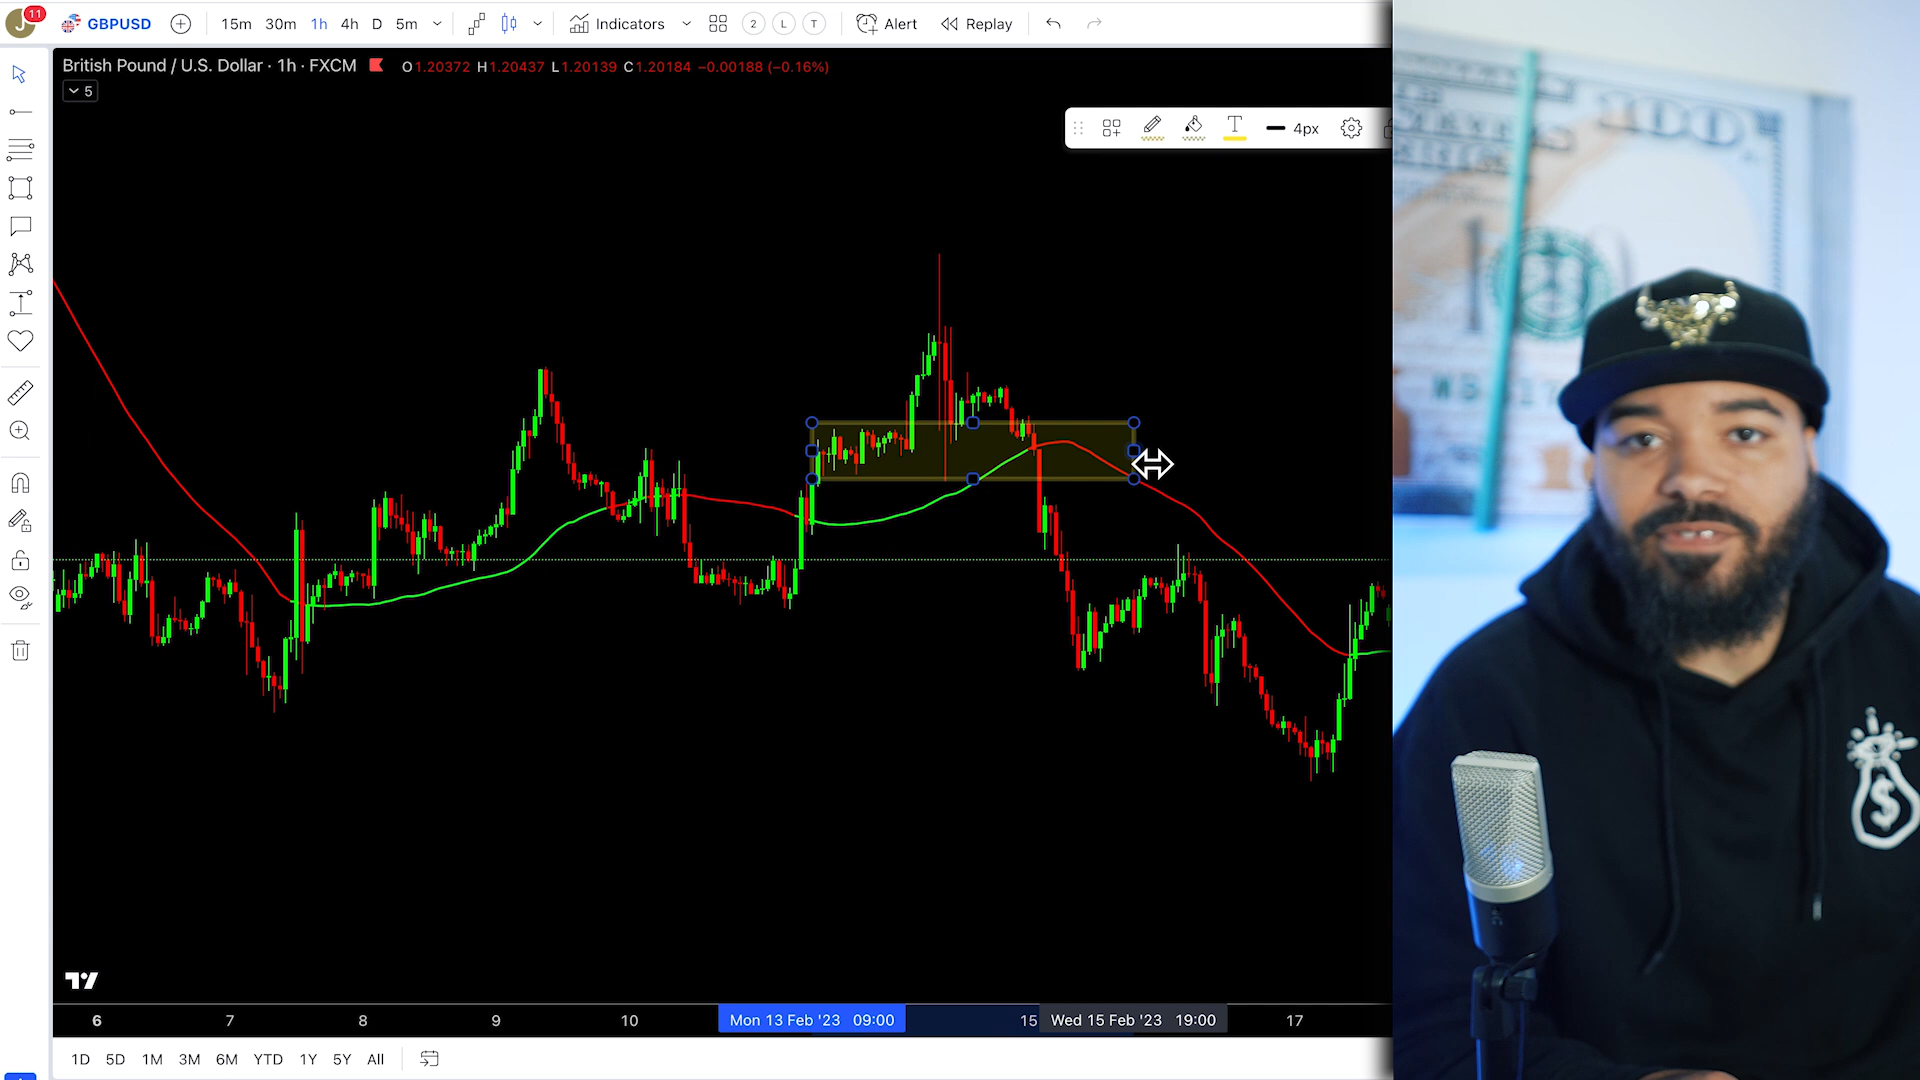 J 11 GBPUSD 15m 30m 1h 4h D 5m Indicators 2 L T Alert Replay
British Pound / U.S. Dollar · 1h · FXCM O1.20372 H1.20437 L1.20139 C1.20184 −0.00188 (−0.16%)
5
T 4px
100
6 7 8 9 10 Mon 13 Feb '23 09:00 15 Wed 15 Feb '23 19:00 17
1D 5D 1M 3M 6M YTD 1Y 5Y All
$